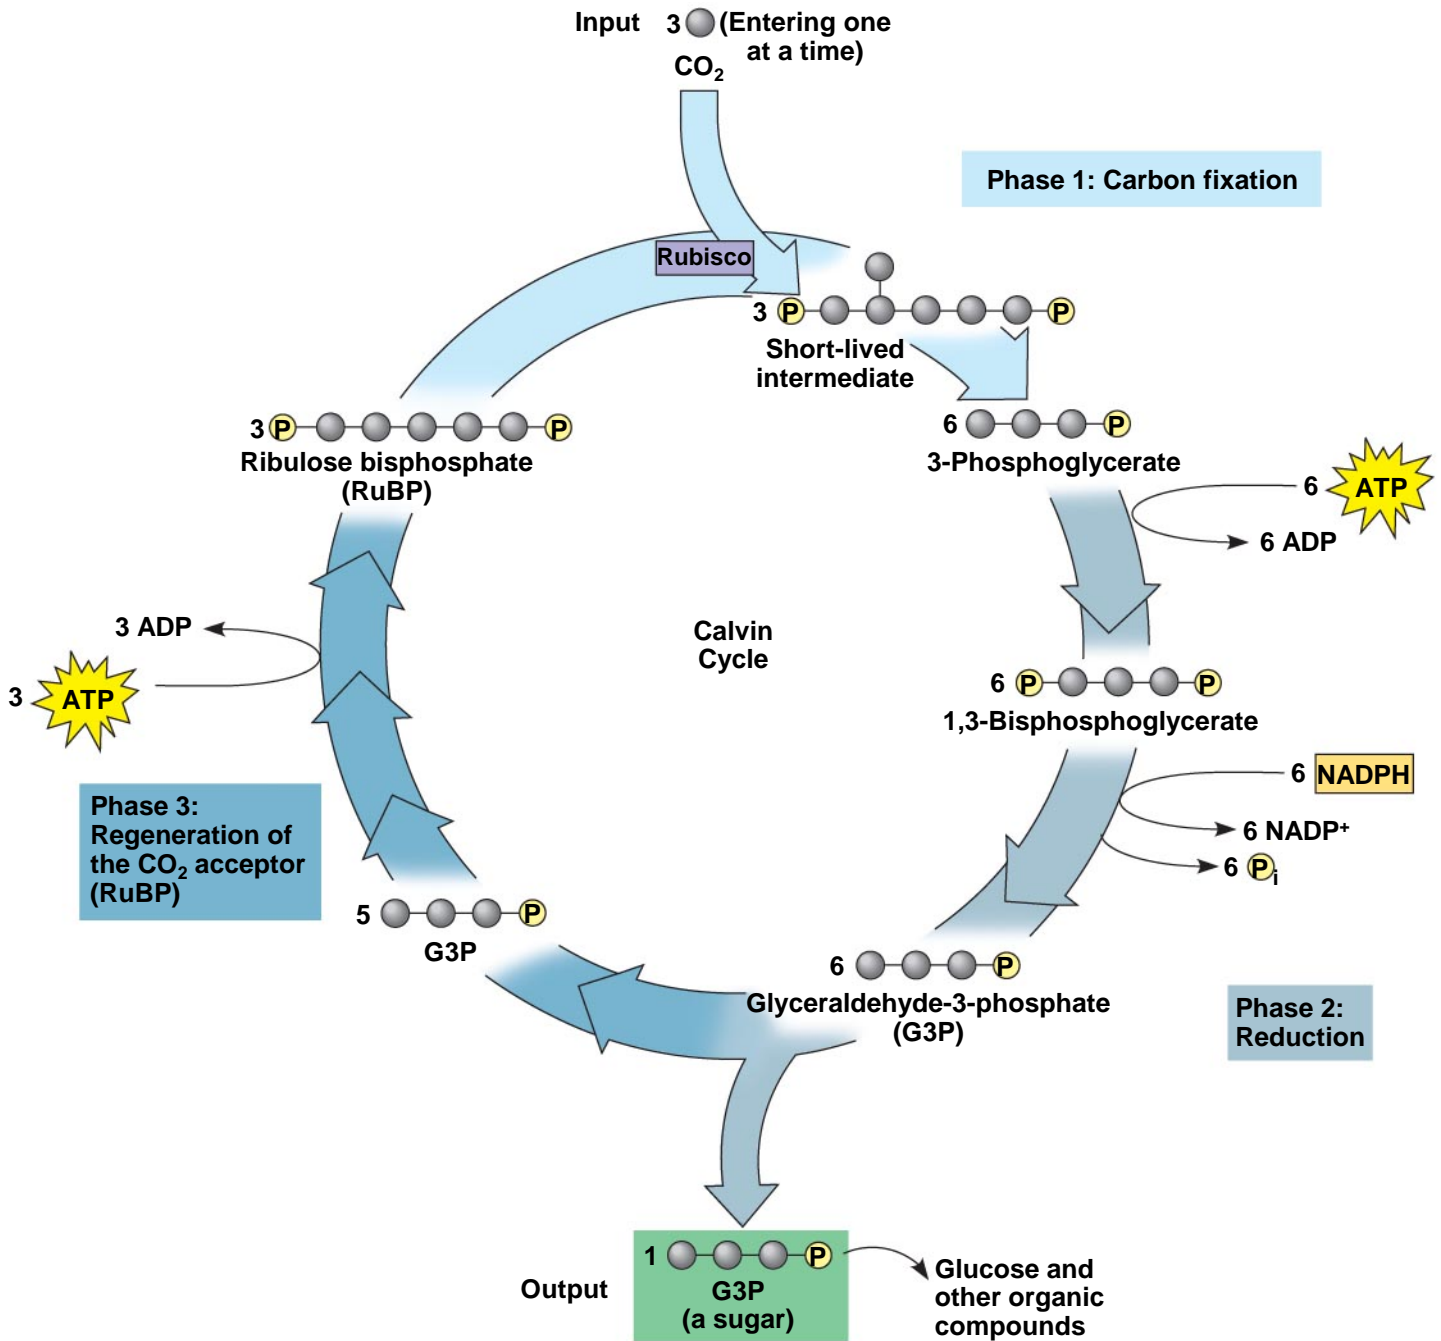 Input 3 (Entering one
at a time)
CO₂
Phase 1: Carbon fixation
Rubisco
3 P P
Short-lived
intermediate
3 P P
Ribulose bisphosphate
(RuBP)
6 P
3-Phosphoglycerate
6 ATP
6 ADP
Calvin
Cycle
3 ADP
3 ATP
6 P P
1,3-Bisphosphoglycerate
6 NADPH
6 NADP⁺
6 Pᵢ
Phase 3:
Regeneration of
the CO₂ acceptor
(RuBP)
5 P
G3P
6 P
Glyceraldehyde-3-phosphate
(G3P)
Phase 2:
Reduction
Output
1 P
G3P
(a sugar)
Glucose and
other organic
compounds